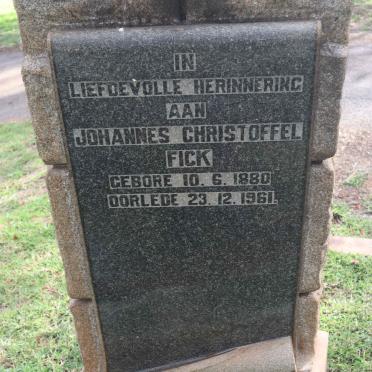 IN
LIEFDEVOLLE HERINNERING
AAN
JOHANNES CHRISTOFFEL
FICK
GEBORE 10. 6. 1880
OORLEDE 23. 12. 1961.